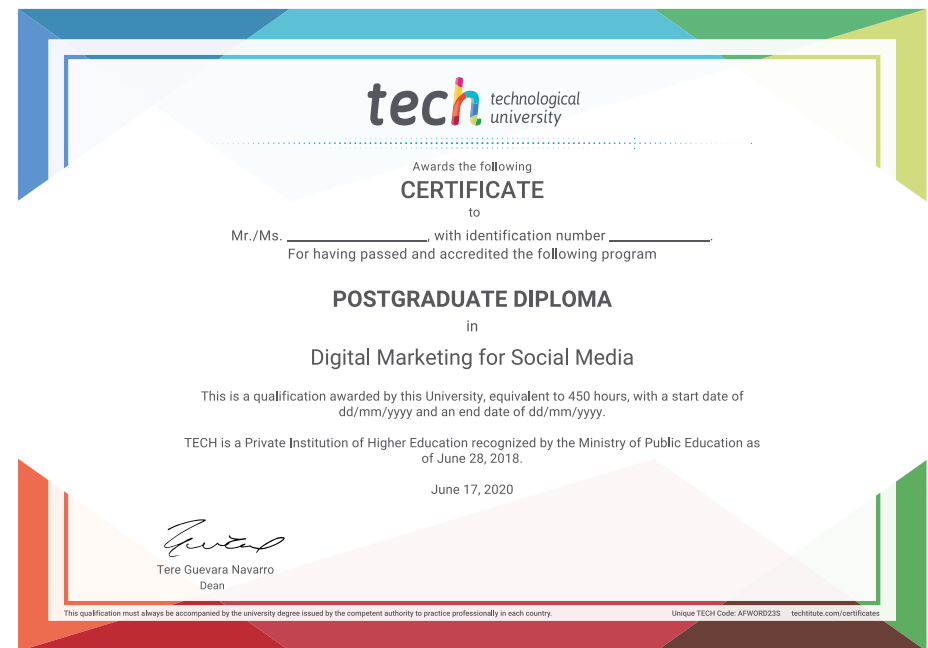 tech technological
university
Awards the following
CERTIFICATE
to
Mr./Ms. ____________________, with identification number ______________.
For having passed and accredited the following program
POSTGRADUATE DIPLOMA
in
Digital Marketing for Social Media
This is a qualification awarded by this University, equivalent to 450 hours, with a start date of
dd/mm/yyyy and an end date of dd/mm/yyyy.
TECH is a Private Institution of Higher Education recognized by the Ministry of Public Education as
of June 28, 2018.
June 17, 2020
Tere Guevara Navarro
Dean
This qualification must always be accompanied by the university degree issued by the competent authority to practice professionally in each country. Unique TECH Code: AFWORD23S techtitute.com/certificates